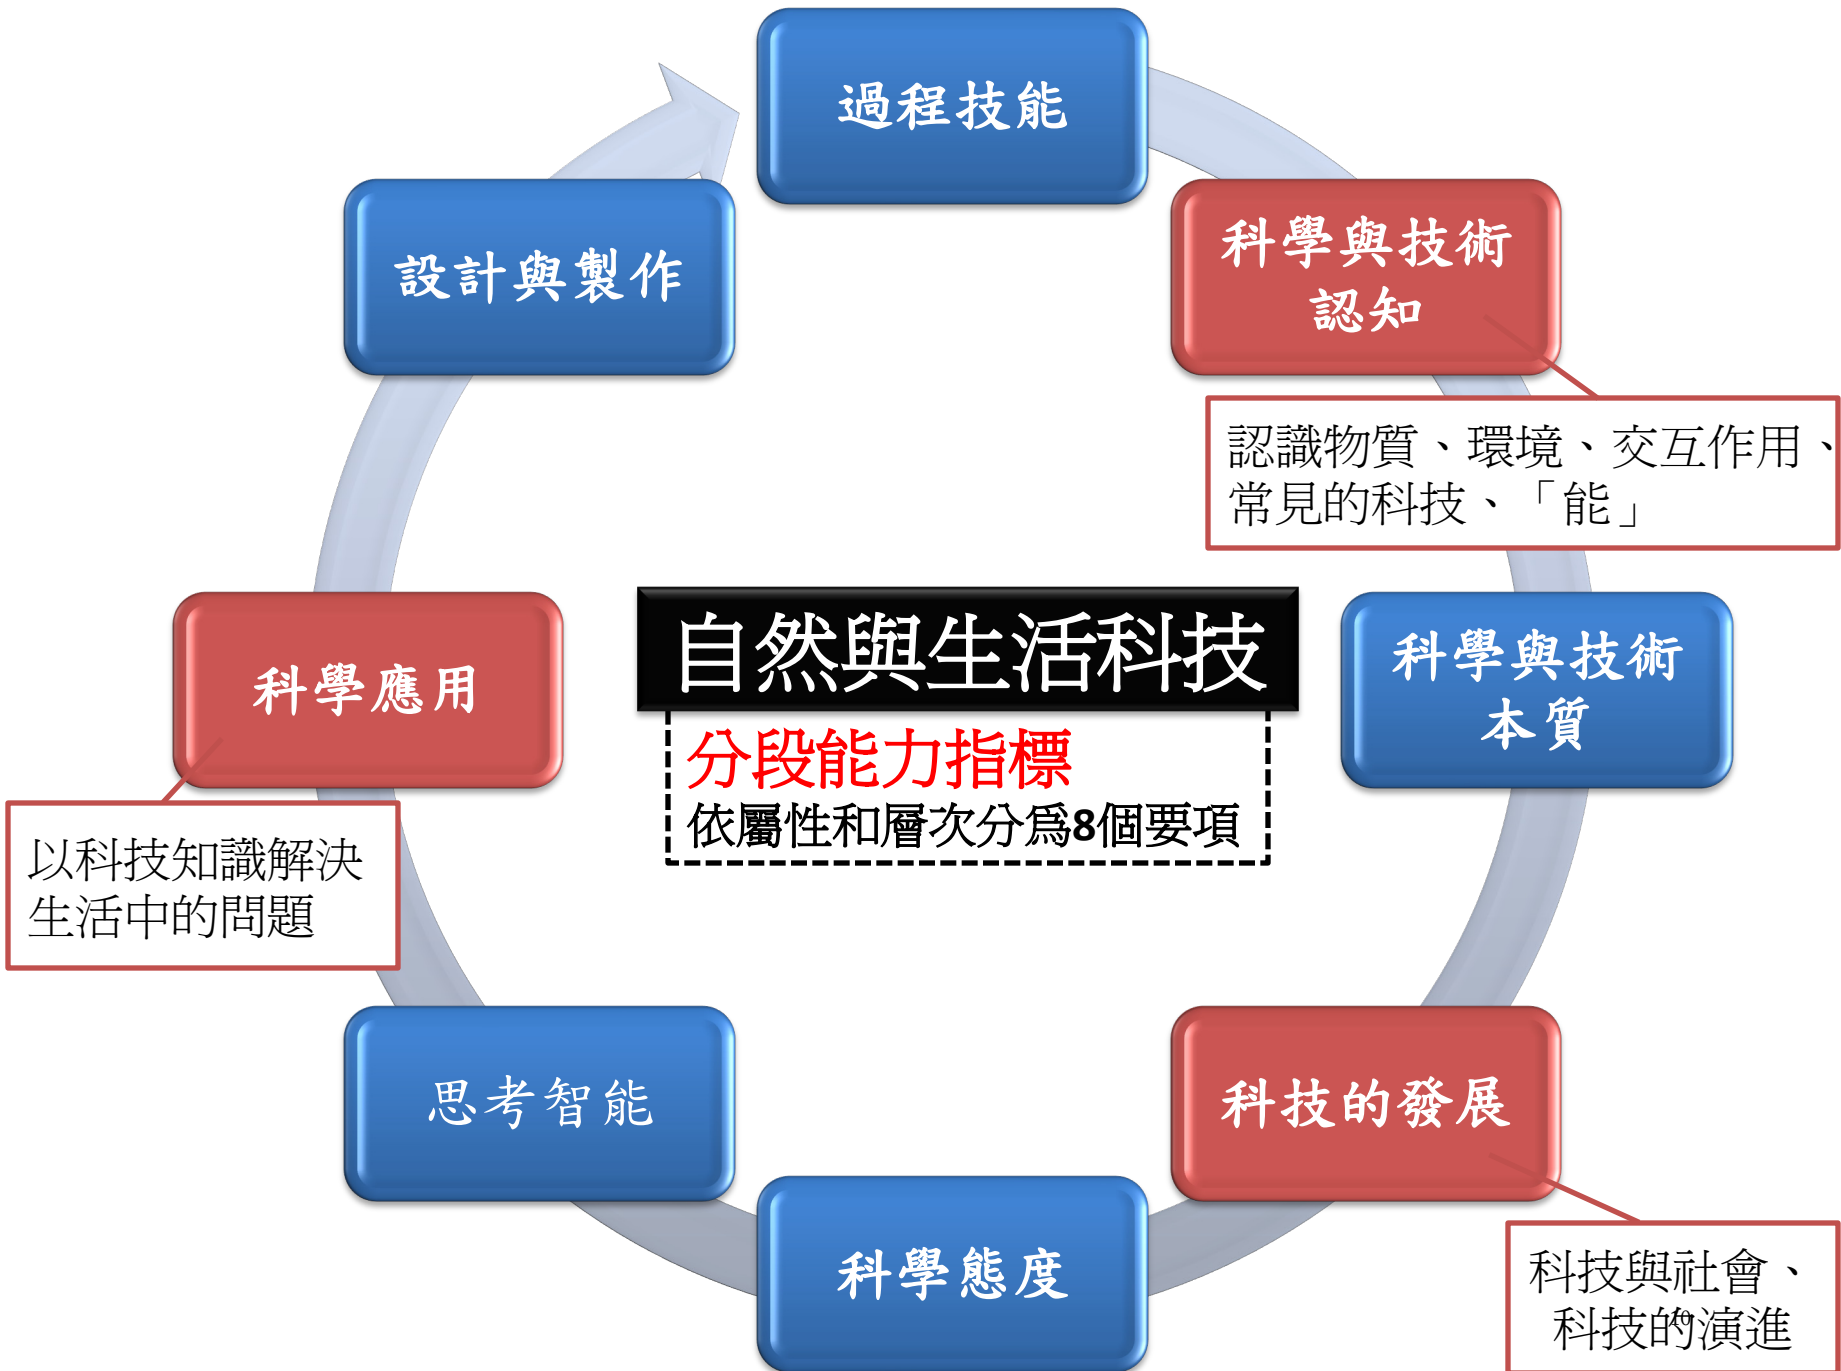 過程技能
科學與技術
認知
認識物質、環境、交互作用、
常見的科技、「能」
科學與技術
本質
科技的發展
科技與社會、
科技的演進
10
科學態度
思考智能
科學應用
以科技知識解決
生活中的問題
設計與製作
自然與生活科技
分段能力指標
依屬性和層次分為8個要項